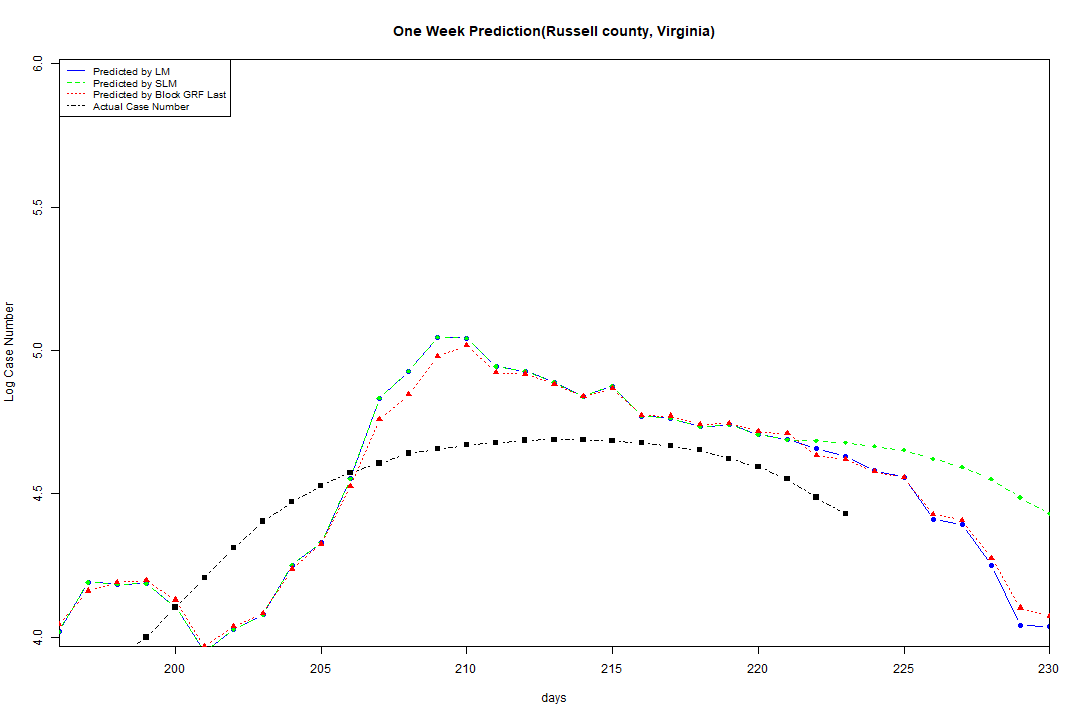 One Week Prediction(Russell county, Virginia)
6.0
Predicted by LM
Predicted by SLM
Predicted by Block GRF Last
Actual Case Number
5.5
Log Case Number
5.0
4.5
4.0
200 205 210 215 220 225 230
days